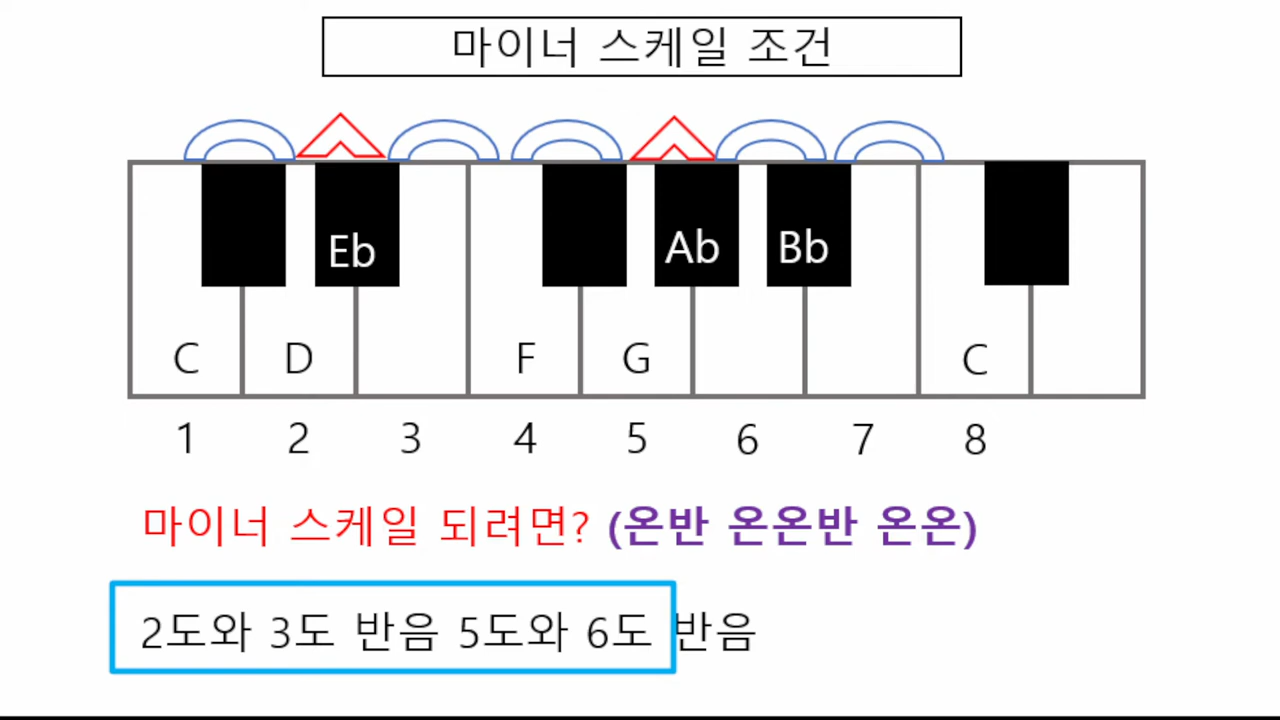 마이너 스케일 조건
Eb Ab Bb
C D F G C
1 2 3 4 5 6 7 8
마이너 스케일 되려면? (온반 온온반 온온)
2도와 3도 반음 5도와 6도 반음